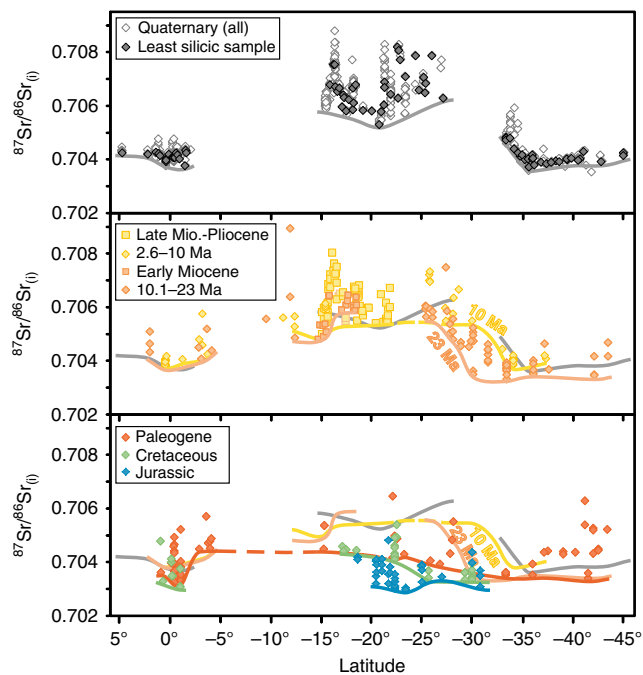 Quaternary (all)
Least silicic sample
0.708
0.706
0.704
0.702
87Sr/86Sr(i)
Late Mio.-Pliocene
2.6–10 Ma
Early Miocene
10.1–23 Ma
10 Ma
23 Ma
0.708
0.706
0.704
0.702
87Sr/86Sr(i)
Paleogene
Cretaceous
Jurassic
10 Ma
23 Ma
0.708
0.706
0.704
0.702
87Sr/86Sr(i)
5° 0° −5° −10° −15° −20° −25° −30° −35° −40° −45°
Latitude